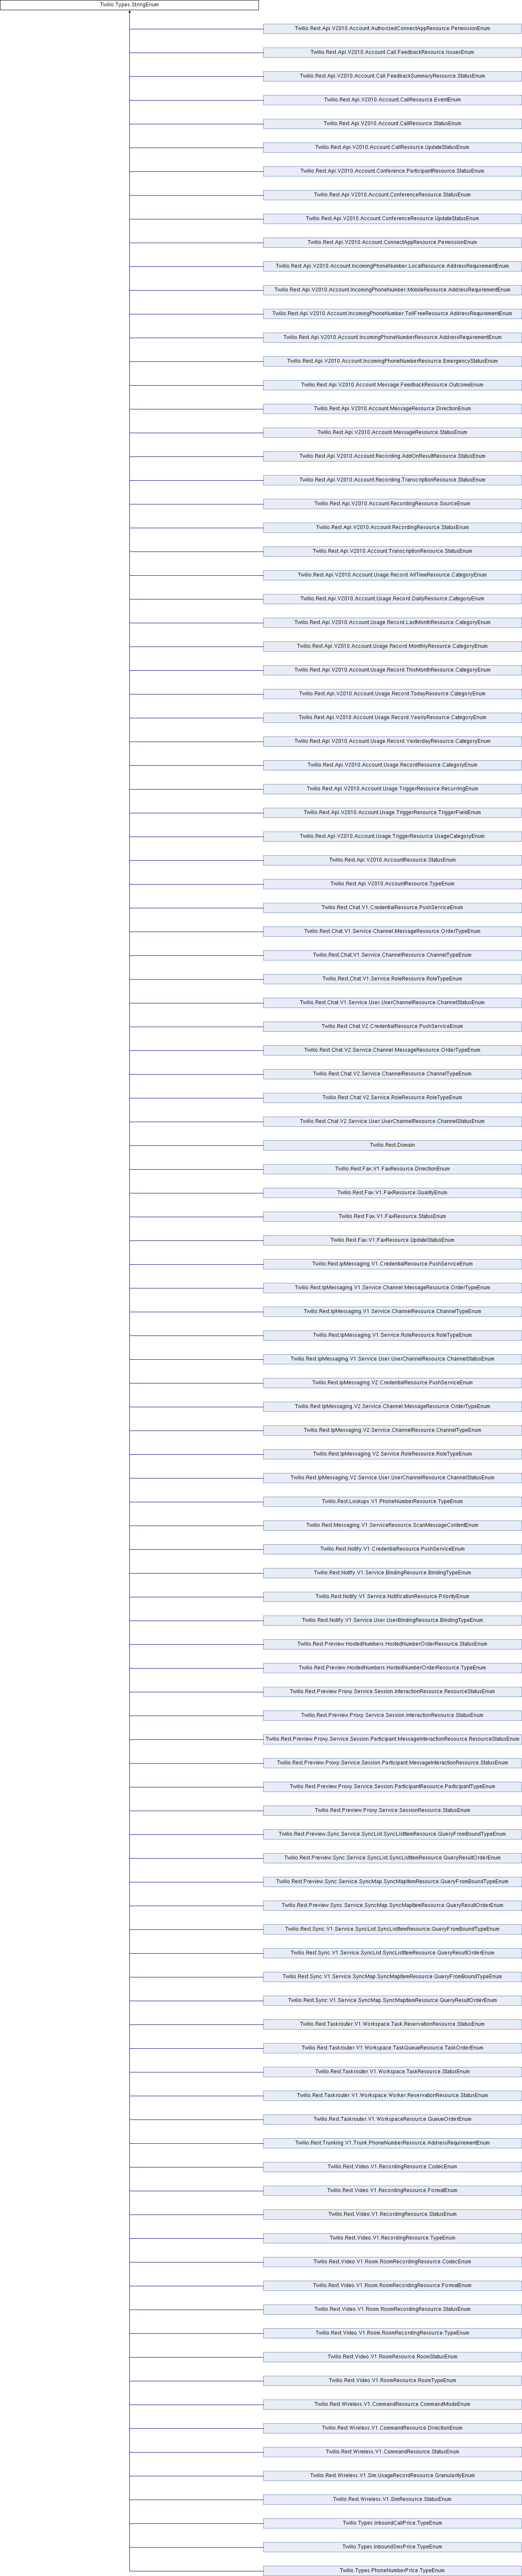 Twilio.Types.StringEnum
Twilio.Rest.Api.V2010.Account.AuthorizedConnectAppResource.PermissionEnum
Twilio.Rest.Api.V2010.Account.Call.FeedbackResource.IssuesEnum
Twilio.Rest.Api.V2010.Account.Call.FeedbackSummaryResource.StatusEnum
Twilio.Rest.Api.V2010.Account.CallResource.EventEnum
Twilio.Rest.Api.V2010.Account.CallResource.StatusEnum
Twilio.Rest.Api.V2010.Account.CallResource.UpdateStatusEnum
Twilio.Rest.Api.V2010.Account.Conference.ParticipantResource.StatusEnum
Twilio.Rest.Api.V2010.Account.ConferenceResource.StatusEnum
Twilio.Rest.Api.V2010.Account.ConferenceResource.UpdateStatusEnum
Twilio.Rest.Api.V2010.Account.ConnectAppResource.PermissionEnum
Twilio.Rest.Api.V2010.Account.IncomingPhoneNumber.LocalResource.AddressRequirementEnum
Twilio.Rest.Api.V2010.Account.IncomingPhoneNumber.MobileResource.AddressRequirementEnum
Twilio.Rest.Api.V2010.Account.IncomingPhoneNumber.TollFreeResource.AddressRequirementEnum
Twilio.Rest.Api.V2010.Account.IncomingPhoneNumberResource.AddressRequirementEnum
Twilio.Rest.Api.V2010.Account.IncomingPhoneNumberResource.EmergencyStatusEnum
Twilio.Rest.Api.V2010.Account.Message.FeedbackResource.OutcomeEnum
Twilio.Rest.Api.V2010.Account.MessageResource.DirectionEnum
Twilio.Rest.Api.V2010.Account.MessageResource.StatusEnum
Twilio.Rest.Api.V2010.Account.Recording.AddOnResultResource.StatusEnum
Twilio.Rest.Api.V2010.Account.Recording.TranscriptionResource.StatusEnum
Twilio.Rest.Api.V2010.Account.RecordingResource.SourceEnum
Twilio.Rest.Api.V2010.Account.RecordingResource.StatusEnum
Twilio.Rest.Api.V2010.Account.TranscriptionResource.StatusEnum
Twilio.Rest.Api.V2010.Account.Usage.Record.AllTimeResource.CategoryEnum
Twilio.Rest.Api.V2010.Account.Usage.Record.DailyResource.CategoryEnum
Twilio.Rest.Api.V2010.Account.Usage.Record.LastMonthResource.CategoryEnum
Twilio.Rest.Api.V2010.Account.Usage.Record.MonthlyResource.CategoryEnum
Twilio.Rest.Api.V2010.Account.Usage.Record.ThisMonthResource.CategoryEnum
Twilio.Rest.Api.V2010.Account.Usage.Record.TodayResource.CategoryEnum
Twilio.Rest.Api.V2010.Account.Usage.Record.YearlyResource.CategoryEnum
Twilio.Rest.Api.V2010.Account.Usage.Record.YesterdayResource.CategoryEnum
Twilio.Rest.Api.V2010.Account.Usage.RecordResource.CategoryEnum
Twilio.Rest.Api.V2010.Account.Usage.TriggerResource.RecurringEnum
Twilio.Rest.Api.V2010.Account.Usage.TriggerResource.TriggerFieldEnum
Twilio.Rest.Api.V2010.Account.Usage.TriggerResource.UsageCategoryEnum
Twilio.Rest.Api.V2010.AccountResource.StatusEnum
Twilio.Rest.Api.V2010.AccountResource.TypeEnum
Twilio.Rest.Chat.V1.CredentialResource.PushServiceEnum
Twilio.Rest.Chat.V1.Service.Channel.MessageResource.OrderTypeEnum
Twilio.Rest.Chat.V1.Service.ChannelResource.ChannelTypeEnum
Twilio.Rest.Chat.V1.Service.RoleResource.RoleTypeEnum
Twilio.Rest.Chat.V1.Service.User.UserChannelResource.ChannelStatusEnum
Twilio.Rest.Chat.V2.CredentialResource.PushServiceEnum
Twilio.Rest.Chat.V2.Service.Channel.MessageResource.OrderTypeEnum
Twilio.Rest.Chat.V2.Service.ChannelResource.ChannelTypeEnum
Twilio.Rest.Chat.V2.Service.RoleResource.RoleTypeEnum
Twilio.Rest.Chat.V2.Service.User.UserChannelResource.ChannelStatusEnum
Twilio.Rest.Domain
Twilio.Rest.Fax.V1.FaxResource.DirectionEnum
Twilio.Rest.Fax.V1.FaxResource.QualityEnum
Twilio.Rest.Fax.V1.FaxResource.StatusEnum
Twilio.Rest.Fax.V1.FaxResource.UpdateStatusEnum
Twilio.Rest.IpMessaging.V1.CredentialResource.PushServiceEnum
Twilio.Rest.IpMessaging.V1.Service.Channel.MessageResource.OrderTypeEnum
Twilio.Rest.IpMessaging.V1.Service.ChannelResource.ChannelTypeEnum
Twilio.Rest.IpMessaging.V1.Service.RoleResource.RoleTypeEnum
Twilio.Rest.IpMessaging.V1.Service.User.UserChannelResource.ChannelStatusEnum
Twilio.Rest.IpMessaging.V2.CredentialResource.PushServiceEnum
Twilio.Rest.IpMessaging.V2.Service.Channel.MessageResource.OrderTypeEnum
Twilio.Rest.IpMessaging.V2.Service.ChannelResource.ChannelTypeEnum
Twilio.Rest.IpMessaging.V2.Service.RoleResource.RoleTypeEnum
Twilio.Rest.IpMessaging.V2.Service.User.UserChannelResource.ChannelStatusEnum
Twilio.Rest.Lookups.V1.PhoneNumberResource.TypeEnum
Twilio.Rest.Messaging.V1.ServiceResource.ScanMessageContentEnum
Twilio.Rest.Notify.V1.CredentialResource.PushServiceEnum
Twilio.Rest.Notify.V1.Service.BindingResource.BindingTypeEnum
Twilio.Rest.Notify.V1.Service.NotificationResource.PriorityEnum
Twilio.Rest.Notify.V1.Service.User.UserBindingResource.BindingTypeEnum
Twilio.Rest.Preview.HostedNumbers.HostedNumberOrderResource.StatusEnum
Twilio.Rest.Preview.HostedNumbers.HostedNumberOrderResource.TypeEnum
Twilio.Rest.Preview.Proxy.Service.Session.InteractionResource.ResourceStatusEnum
Twilio.Rest.Preview.Proxy.Service.Session.InteractionResource.StatusEnum
Twilio.Rest.Preview.Proxy.Service.Session.Participant.MessageInteractionResource.ResourceStatusEnum
Twilio.Rest.Preview.Proxy.Service.Session.Participant.MessageInteractionResource.StatusEnum
Twilio.Rest.Preview.Proxy.Service.Session.ParticipantResource.ParticipantTypeEnum
Twilio.Rest.Preview.Proxy.Service.SessionResource.StatusEnum
Twilio.Rest.Preview.Sync.Service.SyncList.SyncListItemResource.QueryFromBoundTypeEnum
Twilio.Rest.Preview.Sync.Service.SyncList.SyncListItemResource.QueryResultOrderEnum
Twilio.Rest.Preview.Sync.Service.SyncMap.SyncMapItemResource.QueryFromBoundTypeEnum
Twilio.Rest.Preview.Sync.Service.SyncMap.SyncMapItemResource.QueryResultOrderEnum
Twilio.Rest.Sync.V1.Service.SyncList.SyncListItemResource.QueryFromBoundTypeEnum
Twilio.Rest.Sync.V1.Service.SyncList.SyncListItemResource.QueryResultOrderEnum
Twilio.Rest.Sync.V1.Service.SyncMap.SyncMapItemResource.QueryFromBoundTypeEnum
Twilio.Rest.Sync.V1.Service.SyncMap.SyncMapItemResource.QueryResultOrderEnum
Twilio.Rest.Taskrouter.V1.Workspace.Task.ReservationResource.StatusEnum
Twilio.Rest.Taskrouter.V1.Workspace.TaskQueueResource.TaskOrderEnum
Twilio.Rest.Taskrouter.V1.Workspace.TaskResource.StatusEnum
Twilio.Rest.Taskrouter.V1.Workspace.Worker.ReservationResource.StatusEnum
Twilio.Rest.Taskrouter.V1.WorkspaceResource.QueueOrderEnum
Twilio.Rest.Trunking.V1.Trunk.PhoneNumberResource.AddressRequirementEnum
Twilio.Rest.Video.V1.RecordingResource.CodecEnum
Twilio.Rest.Video.V1.RecordingResource.FormatEnum
Twilio.Rest.Video.V1.RecordingResource.StatusEnum
Twilio.Rest.Video.V1.RecordingResource.TypeEnum
Twilio.Rest.Video.V1.Room.RoomRecordingResource.CodecEnum
Twilio.Rest.Video.V1.Room.RoomRecordingResource.FormatEnum
Twilio.Rest.Video.V1.Room.RoomRecordingResource.StatusEnum
Twilio.Rest.Video.V1.Room.RoomRecordingResource.TypeEnum
Twilio.Rest.Video.V1.RoomResource.RoomStatusEnum
Twilio.Rest.Video.V1.RoomResource.RoomTypeEnum
Twilio.Rest.Wireless.V1.CommandResource.CommandModeEnum
Twilio.Rest.Wireless.V1.CommandResource.DirectionEnum
Twilio.Rest.Wireless.V1.CommandResource.StatusEnum
Twilio.Rest.Wireless.V1.Sim.UsageRecordResource.GranularityEnum
Twilio.Rest.Wireless.V1.SimResource.StatusEnum
Twilio.Types.InboundCallPrice.TypeEnum
Twilio.Types.InboundSmsPrice.TypeEnum
Twilio.Types.PhoneNumberPrice.TypeEnum